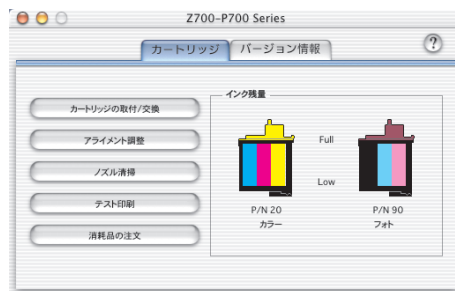 Z700-P700 Series
カートリッジ バージョン情報
?
カートリッジの取付/交換
アライメント調整
ノズル清掃
テスト印刷
消耗品の注文
インク残量
Full
Low
P/N 20
カラー
P/N 90
フォト